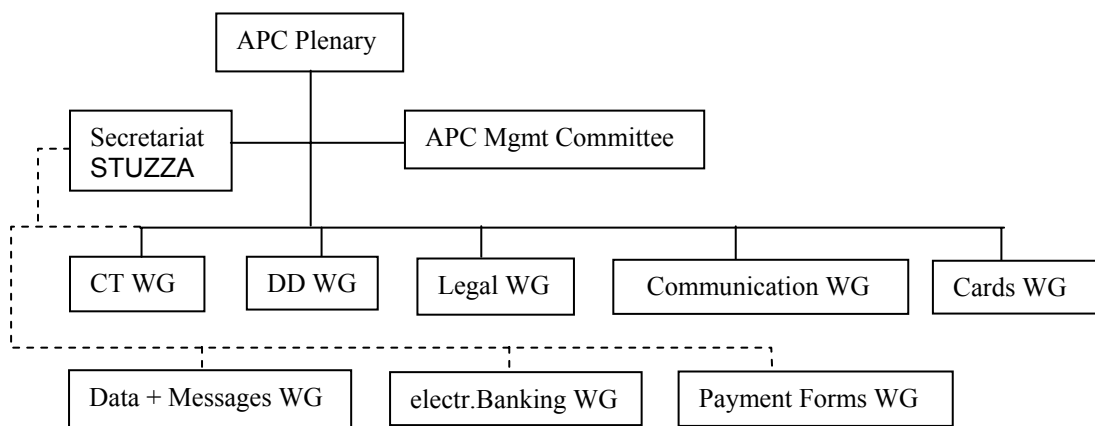 APC Plenary
Secretariat
STUZZA
APC Mgmt Committee
CT WG
DD WG
Legal WG
Communication WG
Cards WG
Data + Messages WG
electr.Banking WG
Payment Forms WG